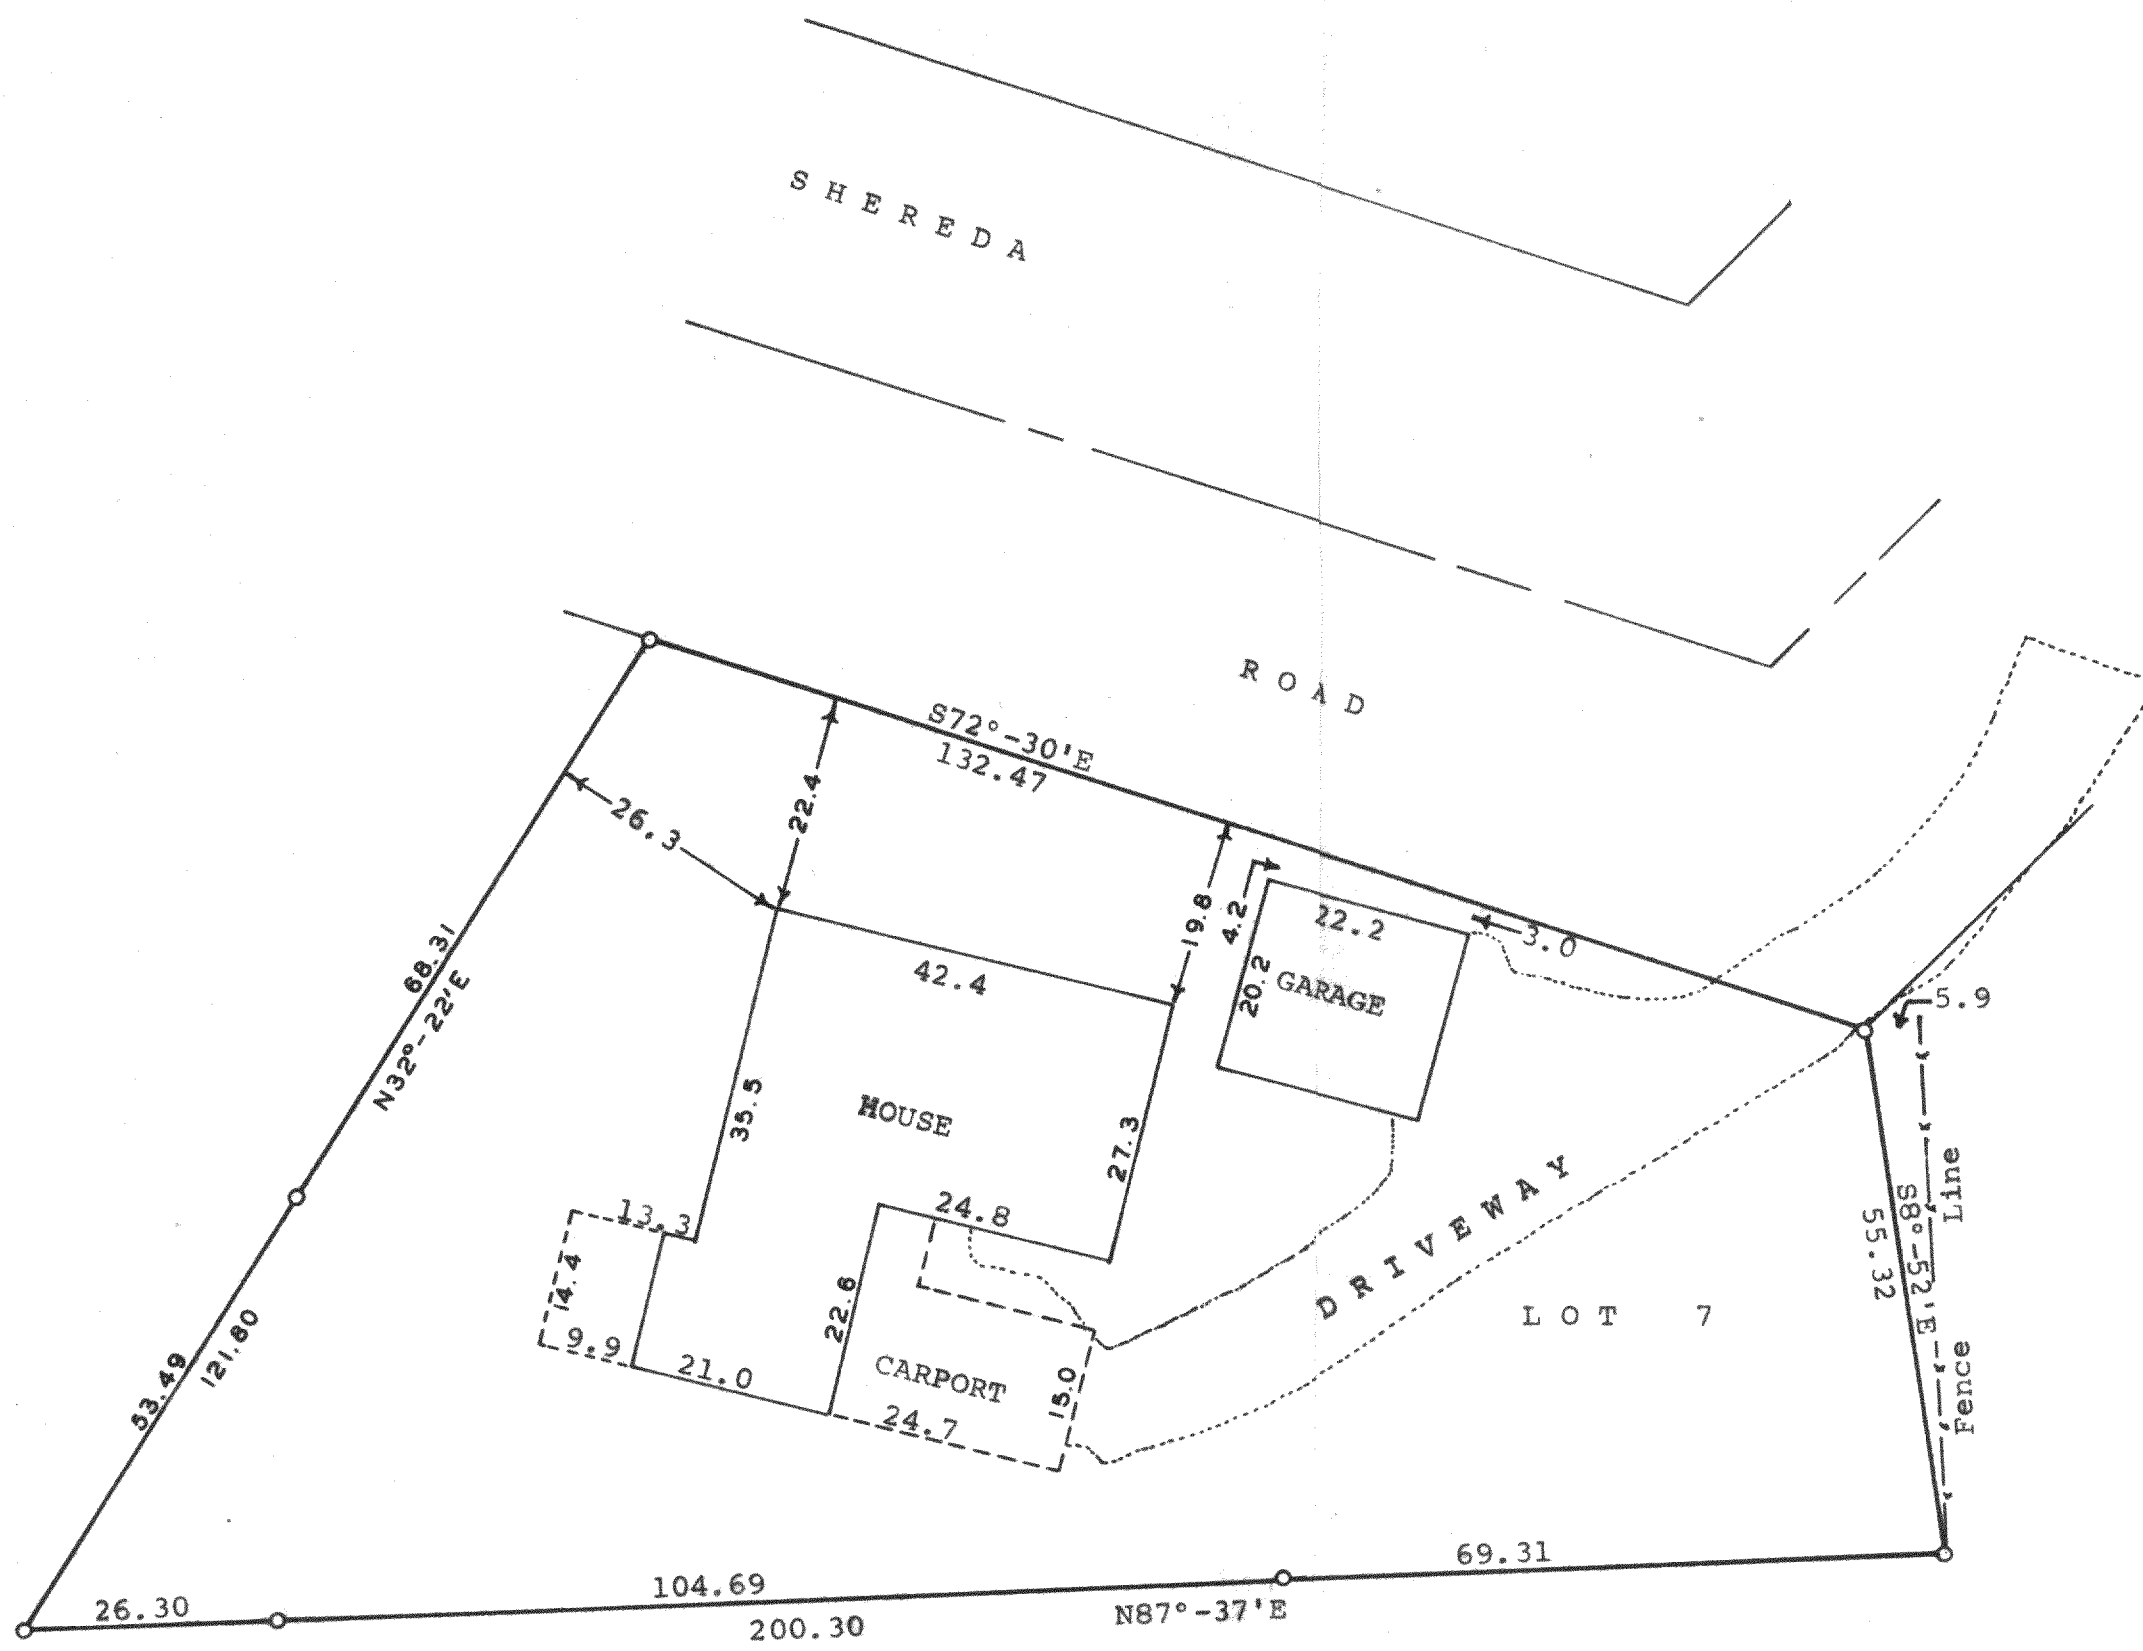 SHEREDA
ROAD
S72°-30'E
132.47
22.4
26.3
19.8
4.2
22.2
3.0
20.2
GARAGE
42.4
5.9
68.31
N32°-22'E
35.5
HOUSE
27.3
DRIVEWAY
Fence Line
S8°-52'E
55.32
13.3
24.8
14.4
22.6
9.9
21.0
CARPORT
15.0
24.7
LOT 7
53.49
121.80
69.31
104.69
26.30
N87°-37'E
200.30